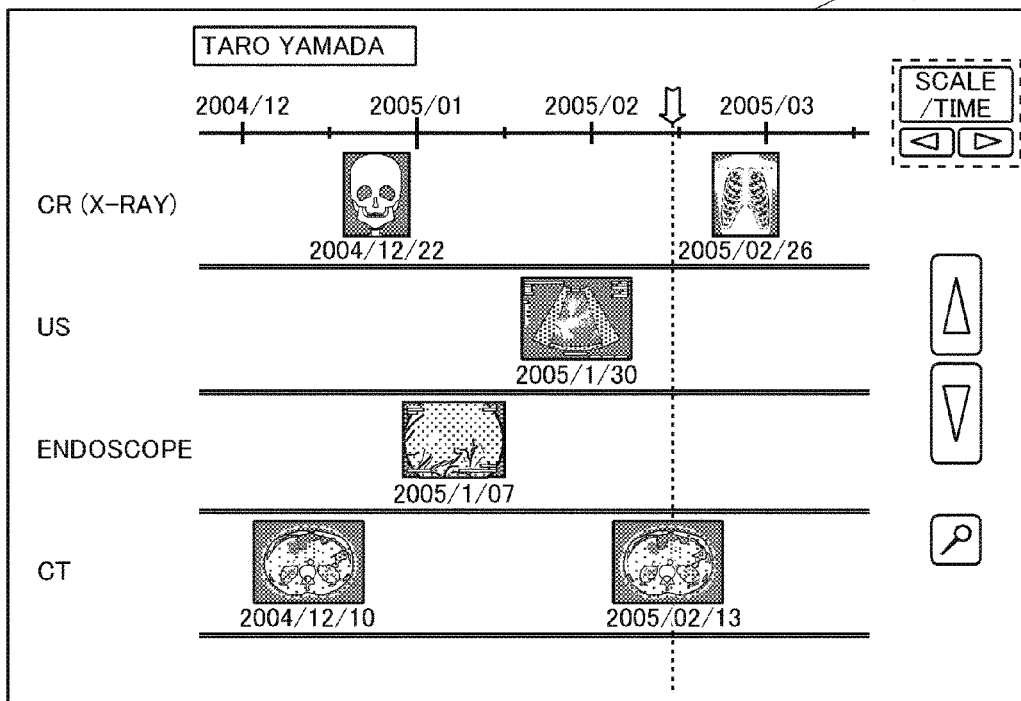 TARO YAMADA
SCALE
/TIME
2004/12
2005/01
2005/02
2005/03
CR (X-RAY)
2004/12/22
2005/02/26
US
2005/1/30
ENDOSCOPE
2005/1/07
CT
2004/12/10
2005/02/13